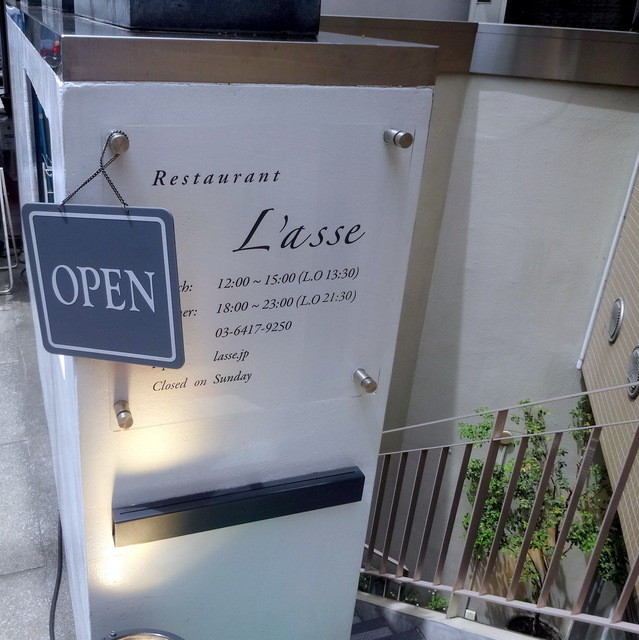 Restaurant
L'asse
12:00 ~ 15:00 (L.O 13:30)
18:00 ~ 23:00 (L.O 21:30)
03-6417-9250
lasse.jp
Closed on Sunday
OPEN